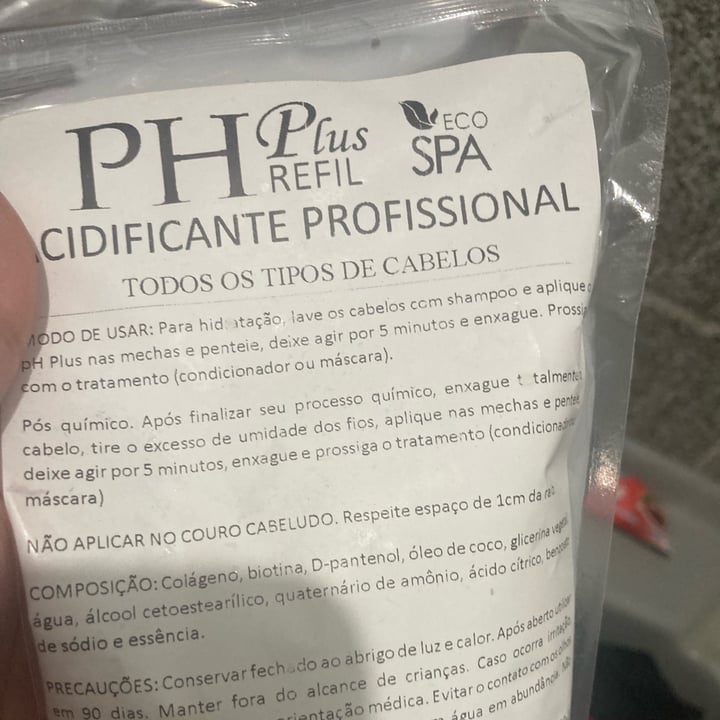 PH Plus REFIL
ECO SPA
CIDIFICANTE PROFISSIONAL
TODOS OS TIPOS DE CABELOS
MODO DE USAR: Para hidratação, lave os cabelos com shampoo e aplique
pH Plus nas mechas e penteie, deixe agir por 5 minutos e enxague. Prossi
com o tratamento (condicionador ou máscara).
Pós químico. Após finalizar seu processo químico, enxague totalmente
cabelo, tire o excesso de umidade dos fios, aplique nas mechas e penteie
deixe agir por 5 minutos, enxague e prossiga o tratamento (condicionador
máscara)
NÃO APLICAR NO COURO CABELUDO. Respeite espaço de 1cm da raiz
COMPOSIÇÃO: Colágeno, biotina, D-pantenol, óleo de coco, glicerina vegetal,
água, álcool cetoestearílico, quaternário de amônio, ácido cítrico, benzoato
de sódio e essência.
PRECAUÇÕES: Conservar fechado ao abrigo de luz e calor. Após aberto utilizar
em 90 dias. Manter fora do alcance de crianças. Caso ocorra irritação
orientação médica. Evitar o contato com os olhos
água em abundância. Não